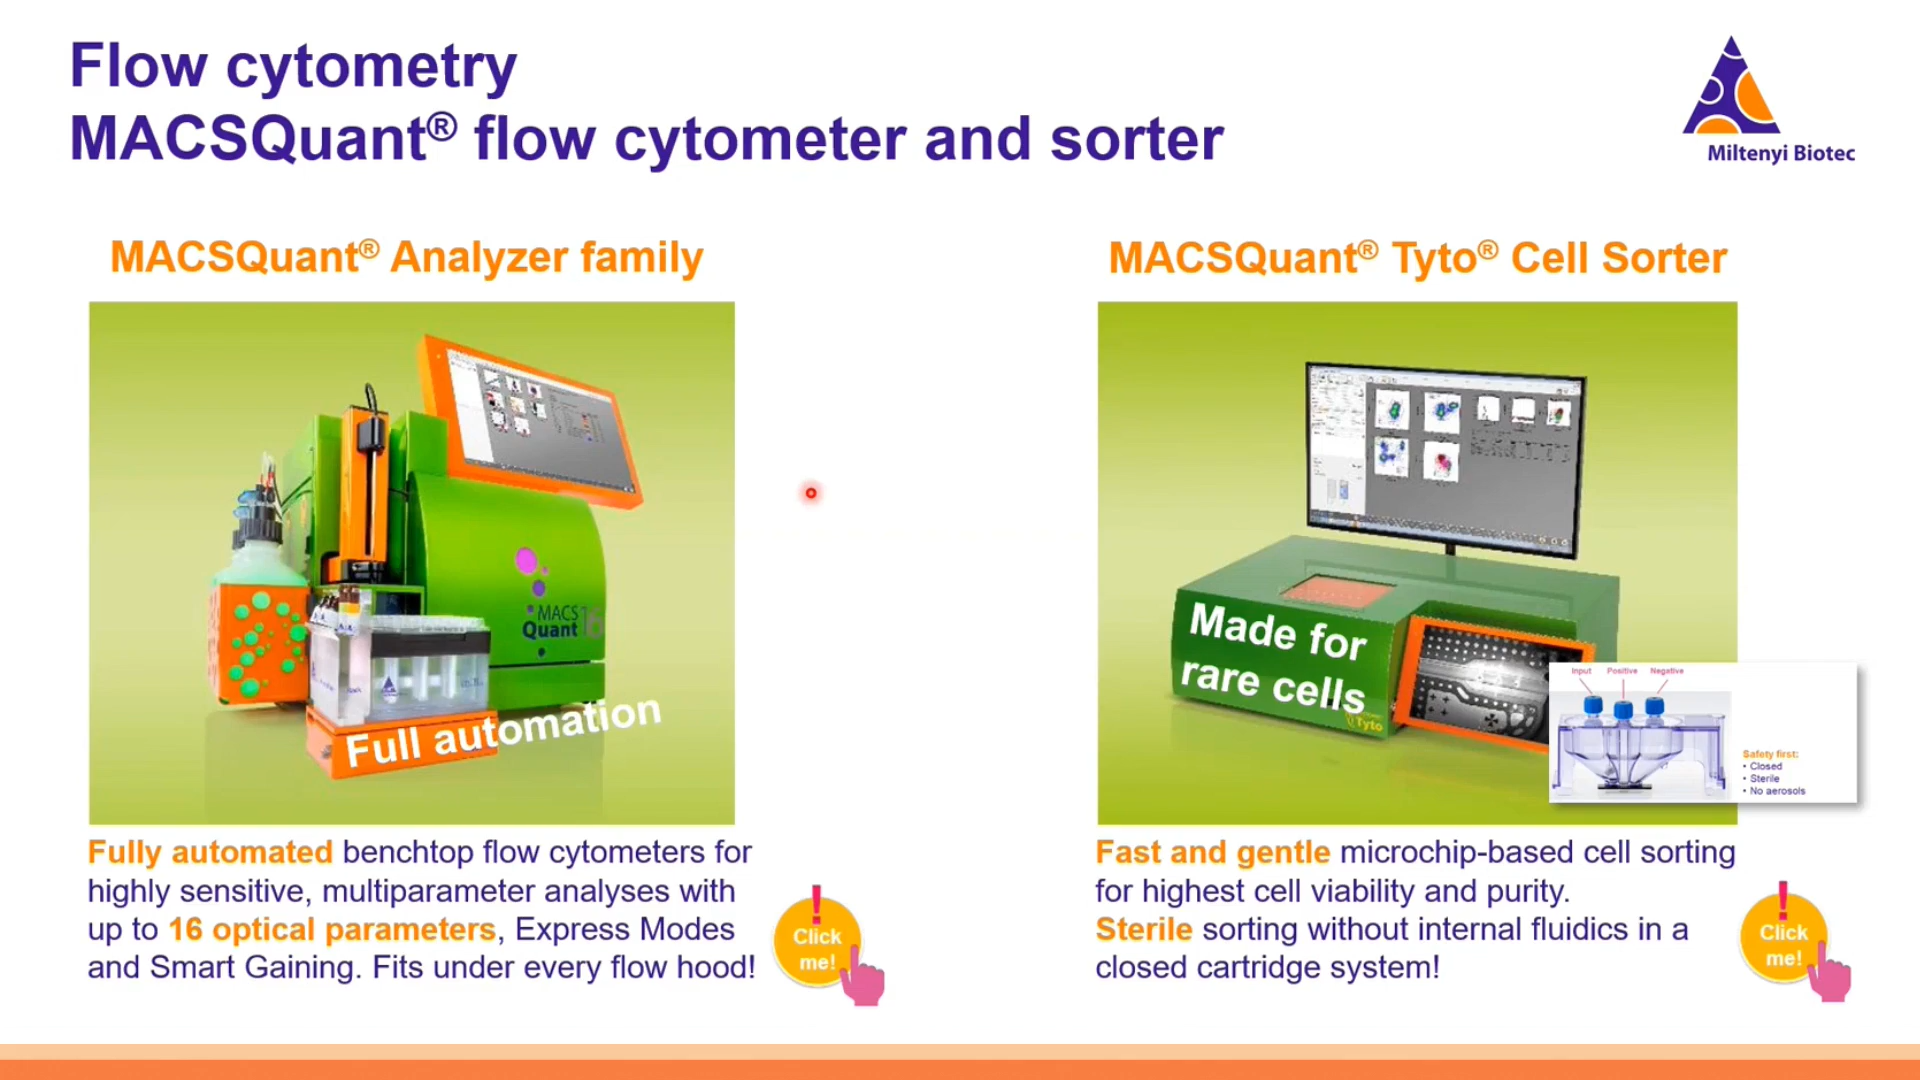 Flow cytometry
MACSQuant® flow cytometer and sorter
Miltenyi Biotec
MACSQuant® Analyzer family
MACS
Quant 16
Full automation
Fully automated benchtop flow cytometers for
highly sensitive, multiparameter analyses with
up to 16 optical parameters, Express Modes
and Smart Gaining. Fits under every flow hood!
Click
me!
MACSQuant® Tyto® Cell Sorter
Made for
rare cells
Tyto
Input Positive Negative
Safety first:
• Closed
• Sterile
• No aerosols
Fast and gentle microchip-based cell sorting
for highest cell viability and purity.
Sterile sorting without internal fluidics in a
closed cartridge system!
Click
me!